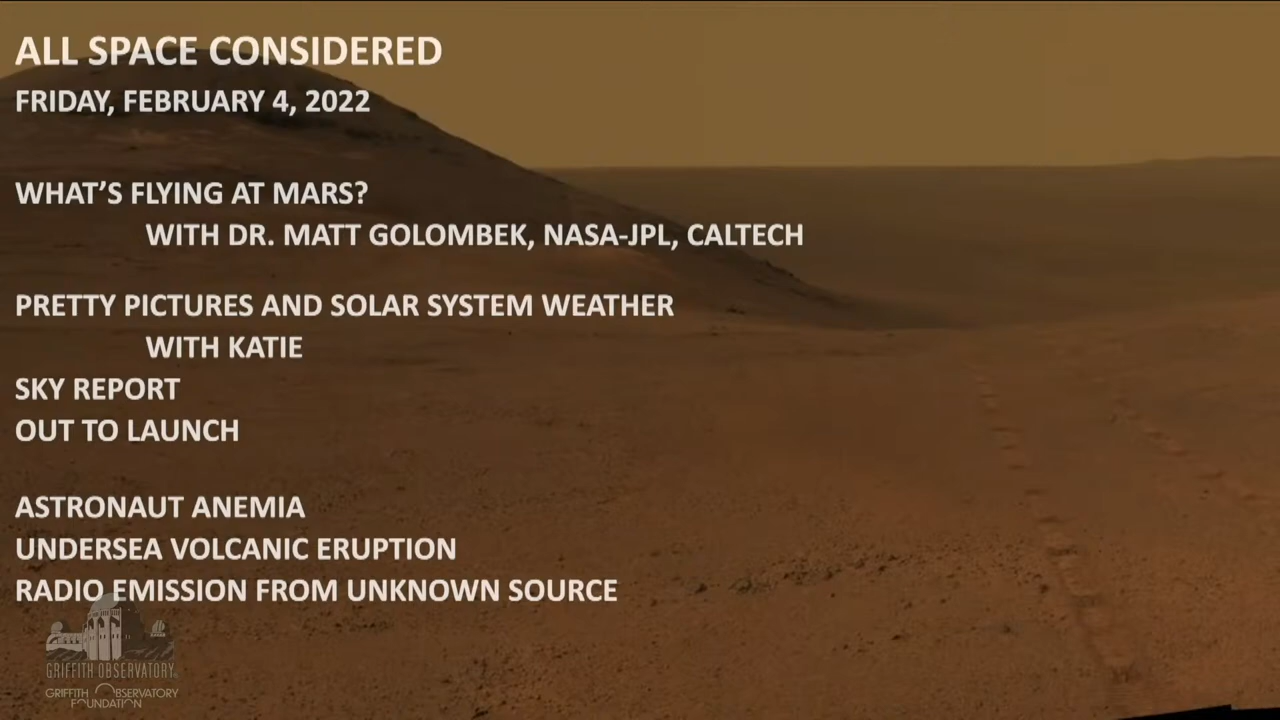 ALL SPACE CONSIDERED
FRIDAY, FEBRUARY 4, 2022
WHAT'S FLYING AT MARS?
WITH DR. MATT GOLOMBEK, NASA-JPL, CALTECH
PRETTY PICTURES AND SOLAR SYSTEM WEATHER
WITH KATIE
SKY REPORT
OUT TO LAUNCH
ASTRONAUT ANEMIA
UNDERSEA VOLCANIC ERUPTION
RADIO EMISSION FROM UNKNOWN SOURCE
GRIFFITH OBSERVATORY
GRIFFITH OBSERVATORY
FOUNDATION